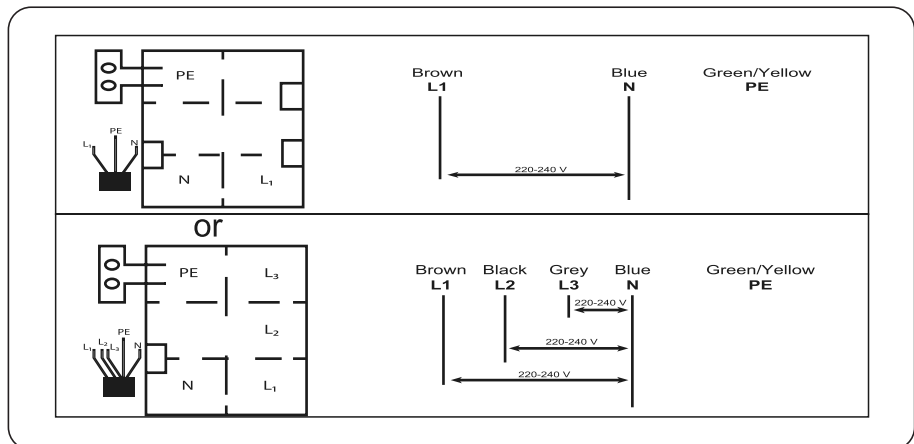 PE
L₁ PE N
N L₁
Brown Blue Green/Yellow
L1 N PE
220-240 V
or
PE L₃
L₂
L₁ L₂ L₃ PE N
N L₁
Brown Black Grey Blue Green/Yellow
L1 L2 L3 N PE
220-240 V
220-240 V
220-240 V